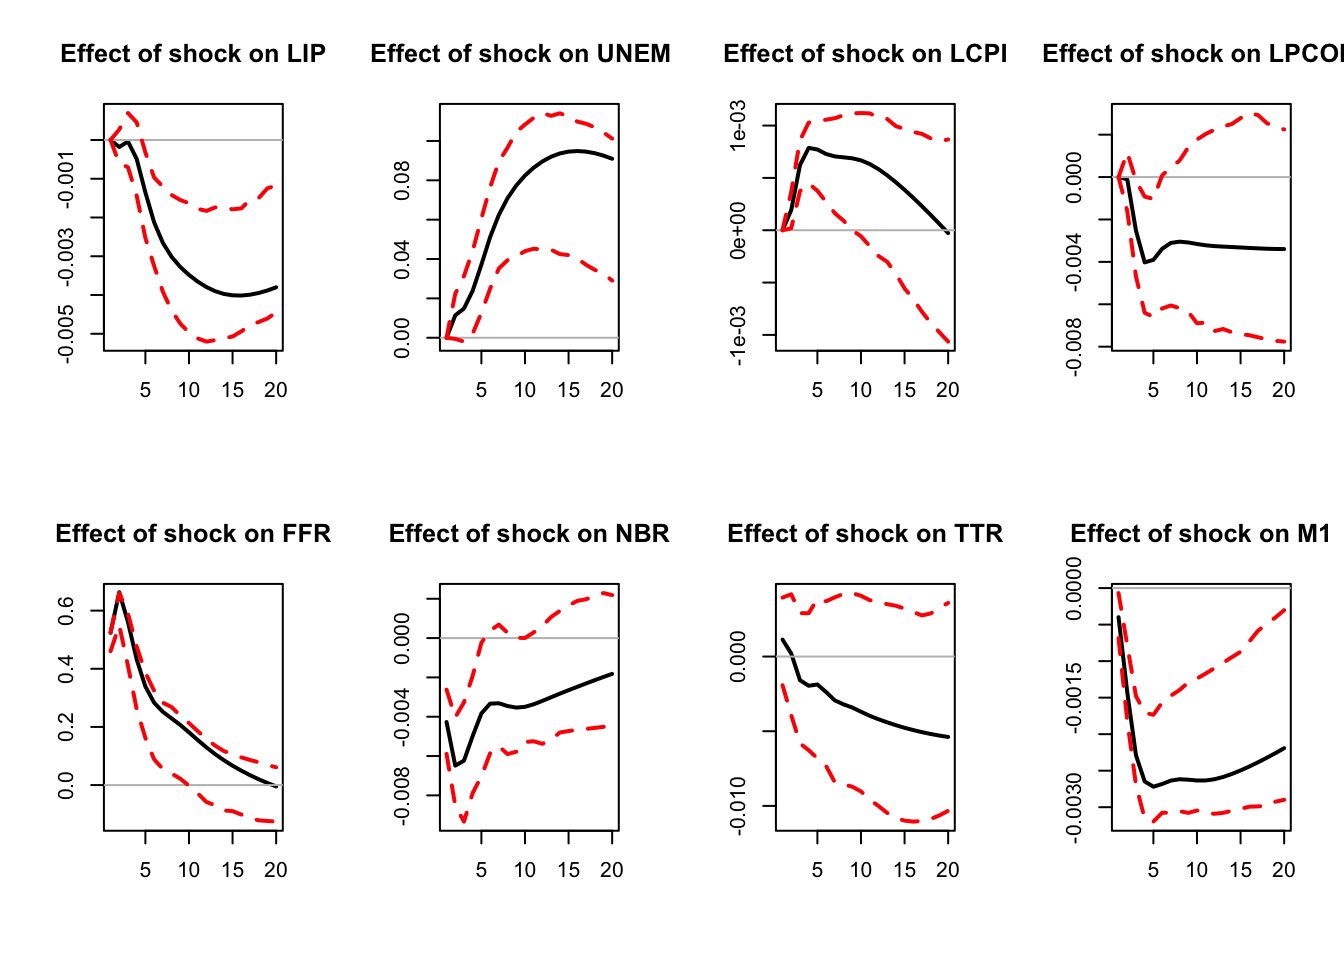 Effect of shock on LIP
Effect of shock on UNEM
Effect of shock on LCPI
Effect of shock on LPCO
-0.001
-0.003
-0.005
5 10 15 20
0.08
0.04
0.00
5 10 15 20
1e-03
0e+00
-1e-03
5 10 15 20
0.000
-0.004
-0.008
5 10 15 20
Effect of shock on FFR
Effect of shock on NBR
Effect of shock on TTR
Effect of shock on M1
0.6
0.4
0.2
0.0
5 10 15 20
0.000
-0.004
-0.008
5 10 15 20
0.000
-0.010
5 10 15 20
0.0000
-0.0015
-0.0030
5 10 15 20